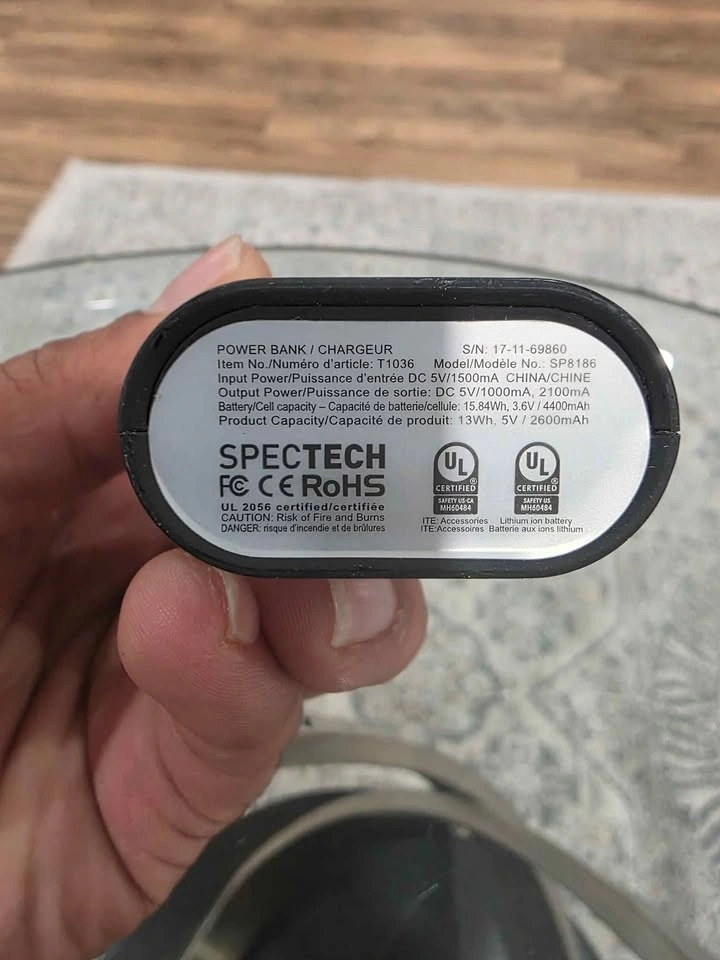 POWER BANK / CHARGEUR S/N: 17-11-69860
Item No./Numéro d'article: T1036 Model/Modèle No.: SP8186
Input Power/Puissance d'entrée DC 5V/1500mA CHINA/CHINE
Output Power/Puissance de sortie: DC 5V/1000mA, 2100mA
Battery/Cell capacity – Capacité de batterie/cellule: 15.84Wh, 3.6V / 4400mAh
Product Capacity/Capacité de produit: 13Wh, 5V / 2600mAh
SPECTECH
FC CE RoHS
UL 2056 certified/certifiée
CAUTION: Risk of Fire and Burns
DANGER: risque d'incendie et de brûlures
UL UL
CERTIFIED CERTIFIED
SAFETY US-CA SAFETY US
MH60484 MH60484
ITE: Accessories Lithium ion battery
ITE:Accessoires Batterie aux ions lithium